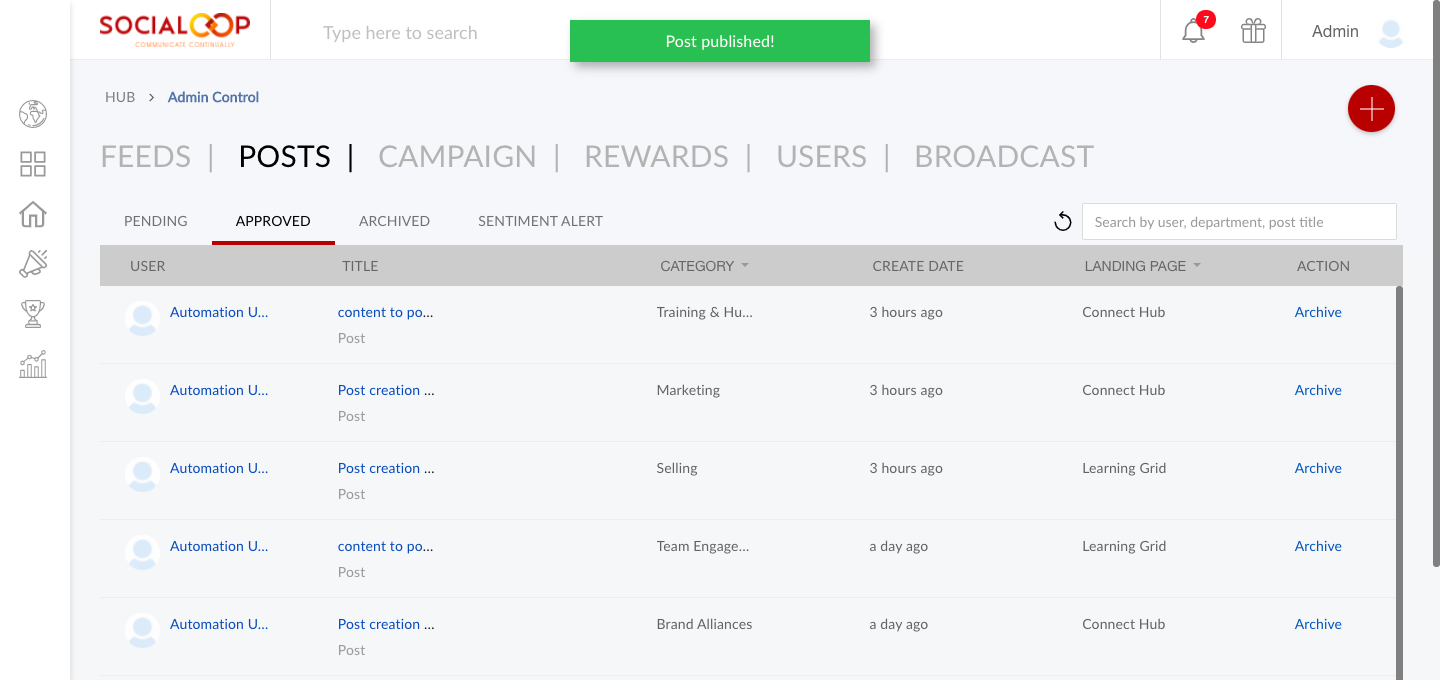 SOCIALOOP
COMMUNICATE CONTINUALLY
Type here to search
Post published!
7
Admin
HUB > Admin Control
FEEDS | POSTS | CAMPAIGN | REWARDS | USERS | BROADCAST
PENDING APPROVED ARCHIVED SENTIMENT ALERT
Search by user, department, post title
USER TITLE CATEGORY CREATE DATE LANDING PAGE ACTION
Automation U... content to po... Training & Hu... 3 hours ago Connect Hub Archive
Post
Automation U... Post creation ... Marketing 3 hours ago Connect Hub Archive
Post
Automation U... Post creation ... Selling 3 hours ago Learning Grid Archive
Post
Automation U... content to po... Team Engage... a day ago Learning Grid Archive
Post
Automation U... Post creation ... Brand Alliances a day ago Connect Hub Archive
Post